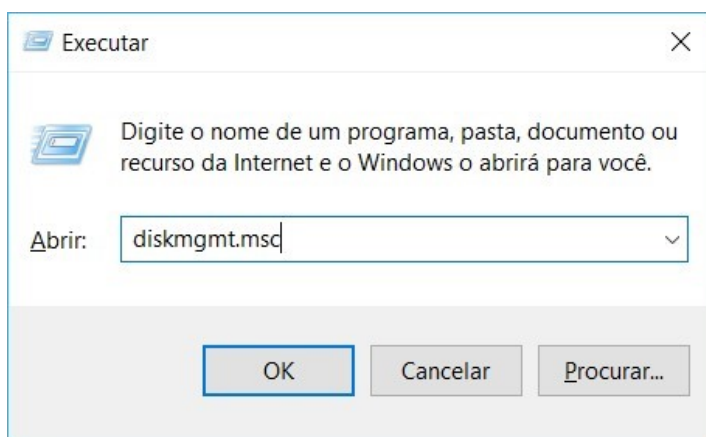 Executar
Digite o nome de um programa, pasta, documento ou
recurso da Internet e o Windows o abrirá para você.
Abrir: diskmgmt.msc
OK Cancelar Procurar...